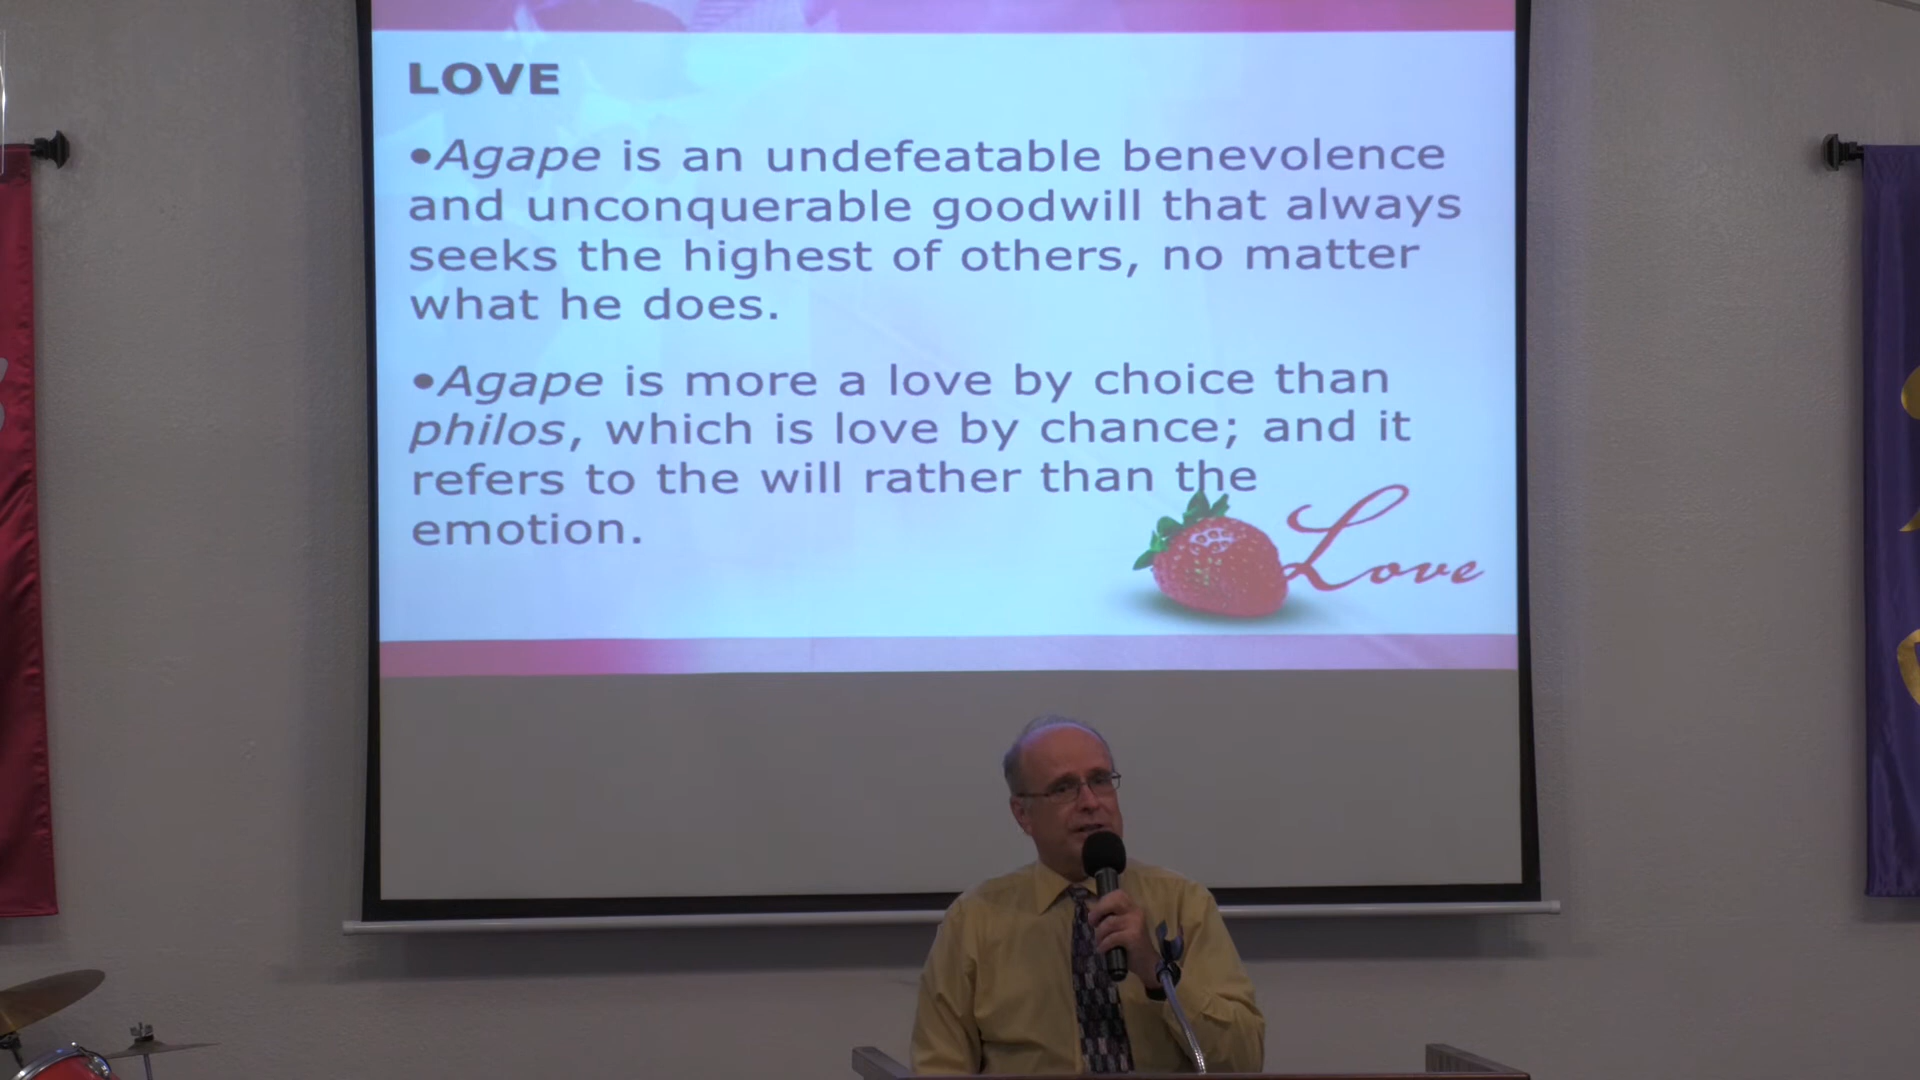 LOVE
•Agape is an undefeatable benevolence
and unconquerable goodwill that always
seeks the highest of others, no matter
what he does.
•Agape is more a love by choice than
philos, which is love by chance; and it
refers to the will rather than the
emotion.
Love